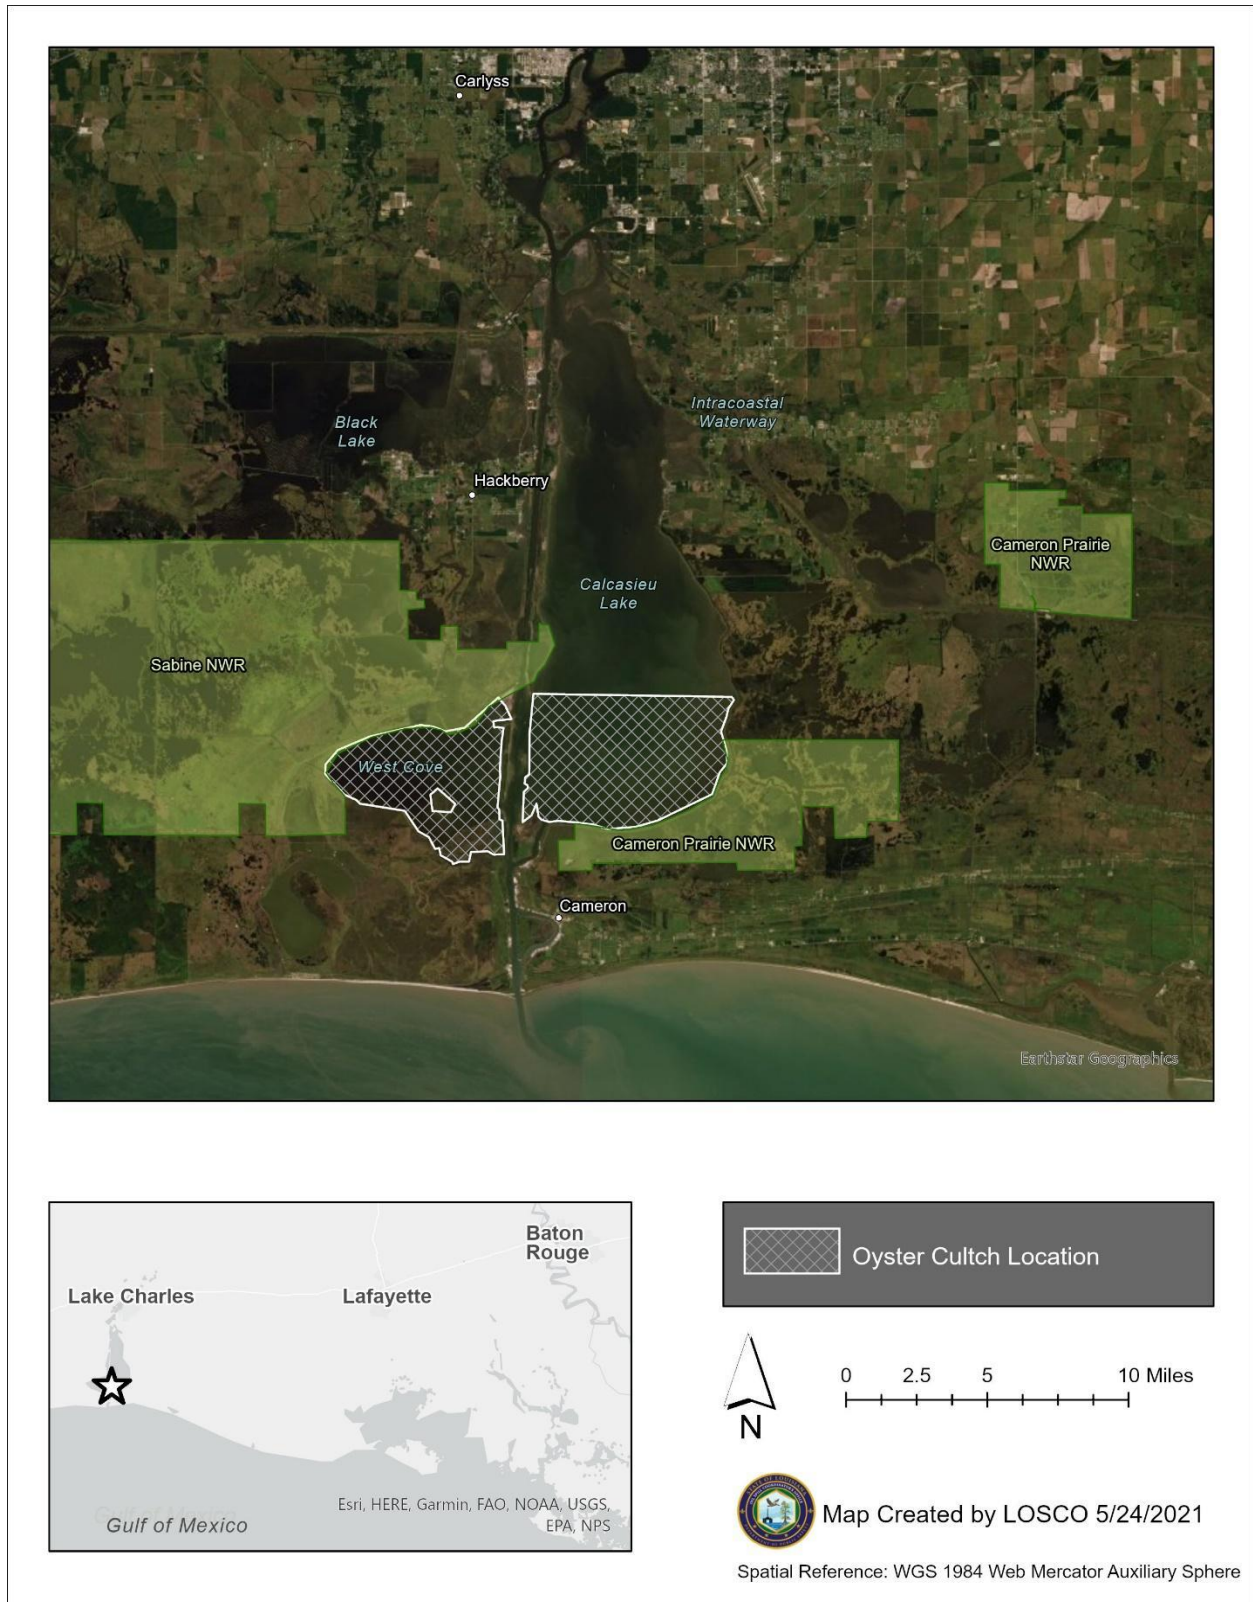 Carlyss
Intracoastal
Waterway
Black
Lake
Hackberry
Cameron Prairie
NWR
Calcasieu
Lake
Sabine NWR
West Cove
Cameron Prairie NWR
Cameron
Earthstar Geographics
Baton
Rouge
Lake Charles
Lafayette
Esri, HERE, Garmin, FAO, NOAA, USGS,
EPA, NPS
Gulf of Mexico
Gulf of Mexico
Oyster Cultch Location
0 2.5 5 10 Miles
N
Map Created by LOSCO 5/24/2021
Spatial Reference: WGS 1984 Web Mercator Auxiliary Sphere